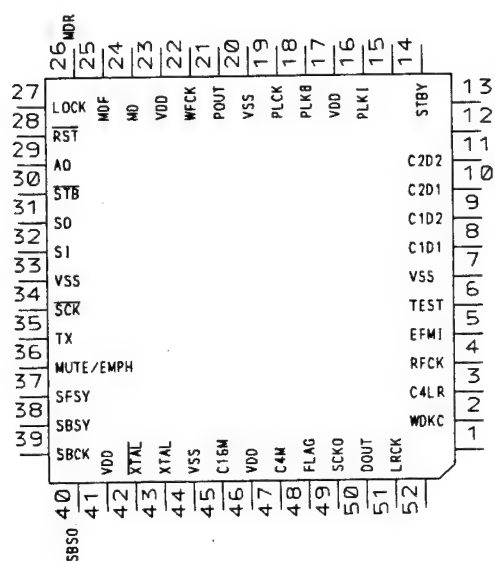 MDR
26 25 24 23 22 21 20 19 18 17 16 15 14
MDF MO VDD WFCK POUT VSS PLCK PLK8 VDD PLKI STBY
27
LOCK
28
RST
29
AO
30
STB
31
SO
32
SI
33
VSS
34
SCK
35
TX
36
MUTE/EMPH
37
SFSY
38
SBSY
39
SBCK
13
12
11
C2D2
10
C2D1
9
C1D2
8
C1D1
7
VSS
6
TEST
5
EFMI
4
RFCK
3
C4LR
2
WDKC
1
VDD XTAL XTAL VSS C16M VDD C4M FLAG SCKO DOUT LRCK
40 41 42 43 44 45 46 47 48 49 50 51 52
SBSO